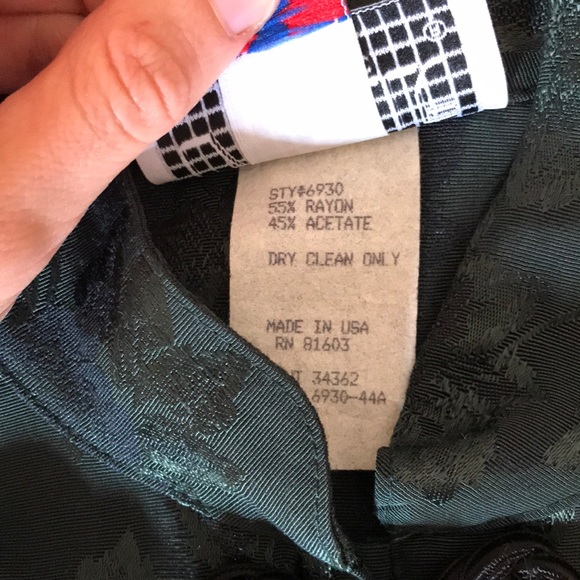 STY#6930
55% RAYON
45% ACETATE
DRY CLEAN ONLY
MADE IN USA
RN 81603
34362
6930-44A